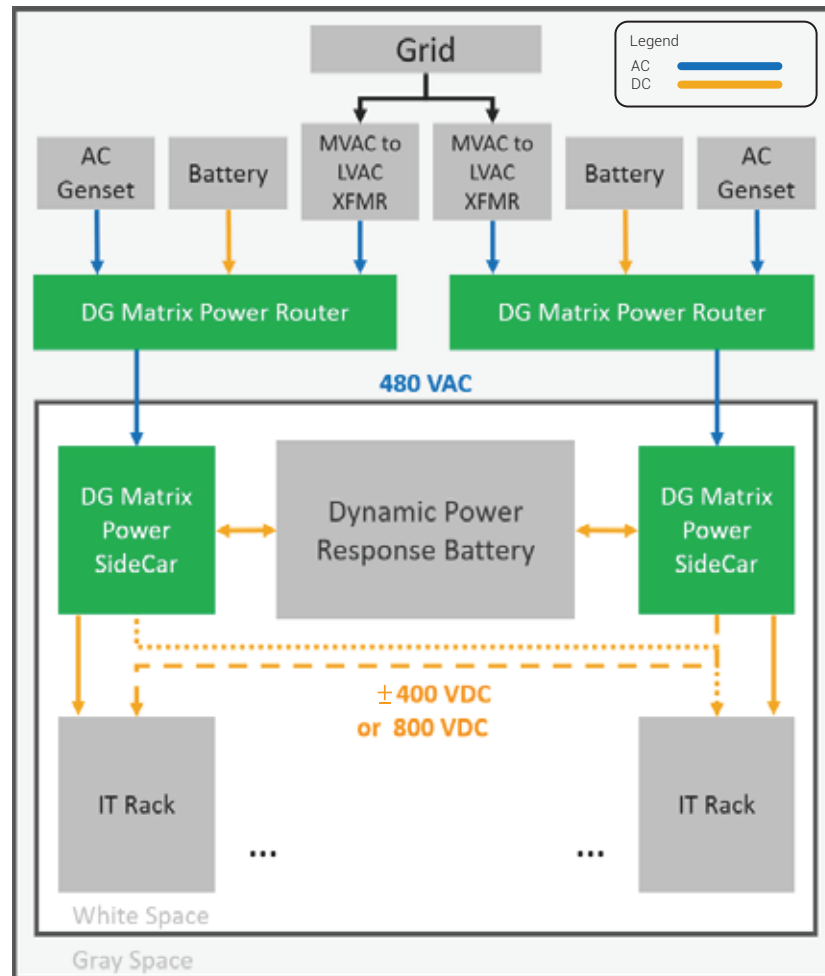 Grid
Legend
AC
DC
AC
Genset
Battery
MVAC to
LVAC
XFMR
MVAC to
LVAC
XFMR
Battery
AC
Genset
DG Matrix Power Router
DG Matrix Power Router
480 VAC
DG Matrix
Power
SideCar
Dynamic Power
Response Battery
DG Matrix
Power
SideCar
±400 VDC
or 800 VDC
IT Rack
IT Rack
...
...
White Space
Gray Space